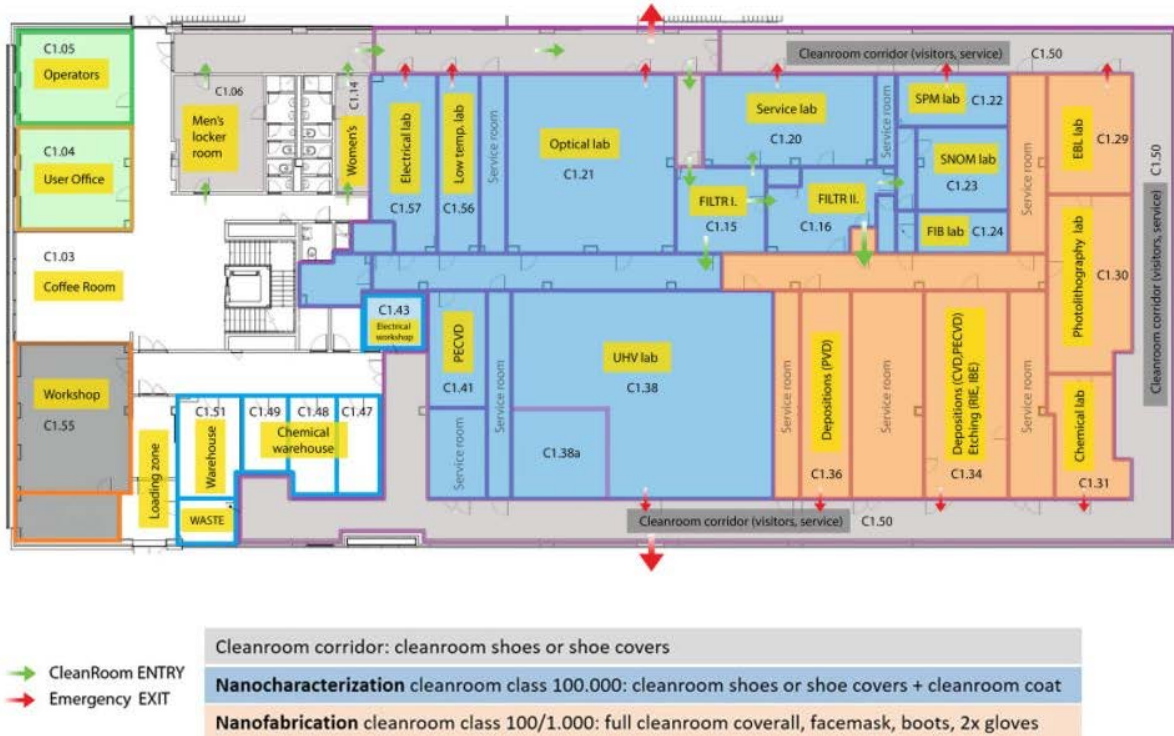 C1.05
Operators
C1.04
User Office
C1.03
Coffee Room
Workshop
C1.55
Loading zone
C1.51
Warehouse
WASTE
C1.49
C1.48
C1.47
Chemical
warehouse
C1.06
Men's
locker
room
C1.14
Women's
Electrical lab
C1.57
Low temp. lab
C1.56
Service room
Optical lab
C1.21
Cleanroom corridor (visitors, service)
C1.50
Service lab
C1.20
Service room
FILTR I.
C1.15
FILTR II.
C1.16
SPM lab
C1.22
SNOM lab
C1.23
FIB lab
C1.24
Service room
EBL lab
C1.29
Photolithography lab
C1.30
Chemical lab
C1.31
C1.50
Cleanroom corridor (visitors, service)
C1.43
Electrical
workshop
PECVD
C1.41
Service room
Service room
UHV lab
C1.38
C1.38a
Service room
Depositions (PVD)
C1.36
Service room
Depositions (CVD,PECVD)
Etching (RIE, IBE)
C1.34
Service room
Cleanroom corridor (visitors, service)
C1.50
CleanRoom ENTRY
Emergency EXIT
Cleanroom corridor: cleanroom shoes or shoe covers
Nanocharacterization cleanroom class 100.000: cleanroom shoes or shoe covers + cleanroom coat
Nanofabrication cleanroom class 100/1.000: full cleanroom coverall, facemask, boots, 2x gloves